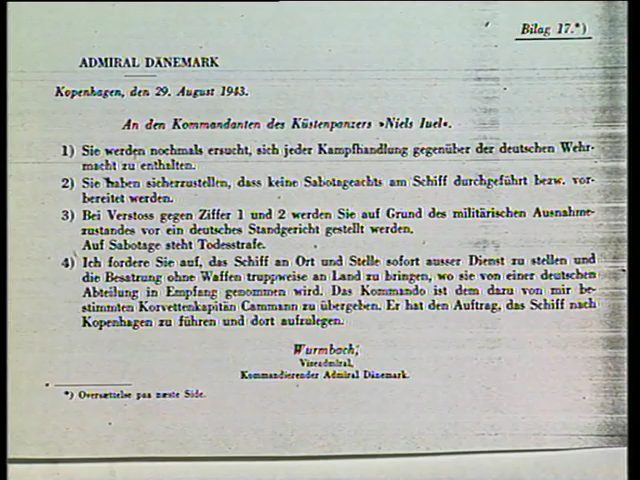 Bilag 17.*)
ADMIRAL DÄNEMARK
Kopenhagen, den 29. August 1943.
An den Kommandanten des Küstenpanzers »Niels Iuel«.
1) Sie werden nochmals ersucht, sich jeder Kampfhandlung gegenüber der deutschen Wehr-
macht zu enthalten.
2) Sie haben sicherzustellen, dass keine Sabotageachts am Schiff durchgeführt bezw. vor-
bereitet werden.
3) Bei Verstoss gegen Ziffer 1 und 2 werden Sie auf Grund des militärischen Ausnahme-
zustandes vor ein deutsches Standgericht gestellt werden.
Auf Sabotage steht Todesstrafe.
4) Ich fordere Sie auf, das Schiff an Ort und Stelle sofort ausser Dienst zu stellen und
die Besatzung ohne Waffen truppweise an Land zu bringen, wo sie von einer deutschen
Abteilung in Empfang genommen wird. Das Kommando ist dem dazu von mir be-
stimmten Korvettenkapitän Cammann zu übergeben. Er hat den Auftrag, das Schiff nach
Kopenhagen zu führen und dort aufzulegen.
Wurmbach,
Vizeadmiral,
Kommandierender Admiral Dänemark.
*) Oversættelse paa næste Side.